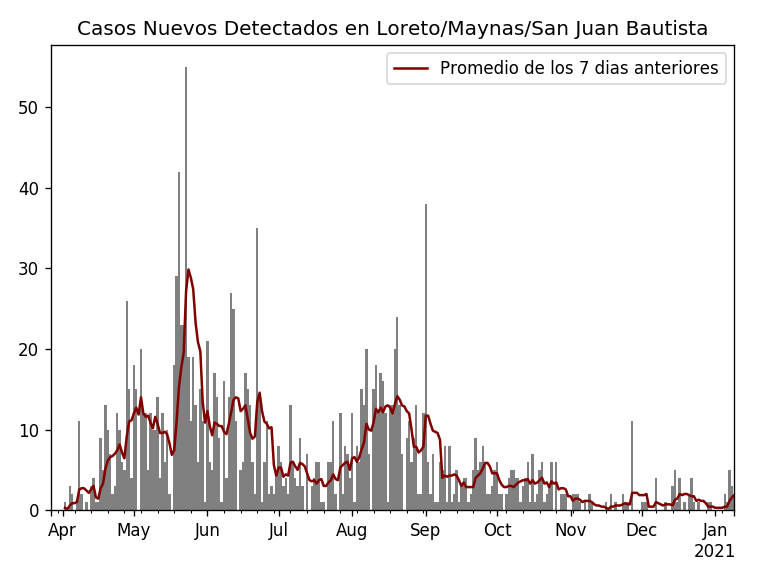 Casos Nuevos Detectados en Loreto/Maynas/San Juan Bautista
Promedio de los 7 dias anteriores
50
40
30
20
10
0
Apr May Jun Jul Aug Sep Oct Nov Dec Jan
2021